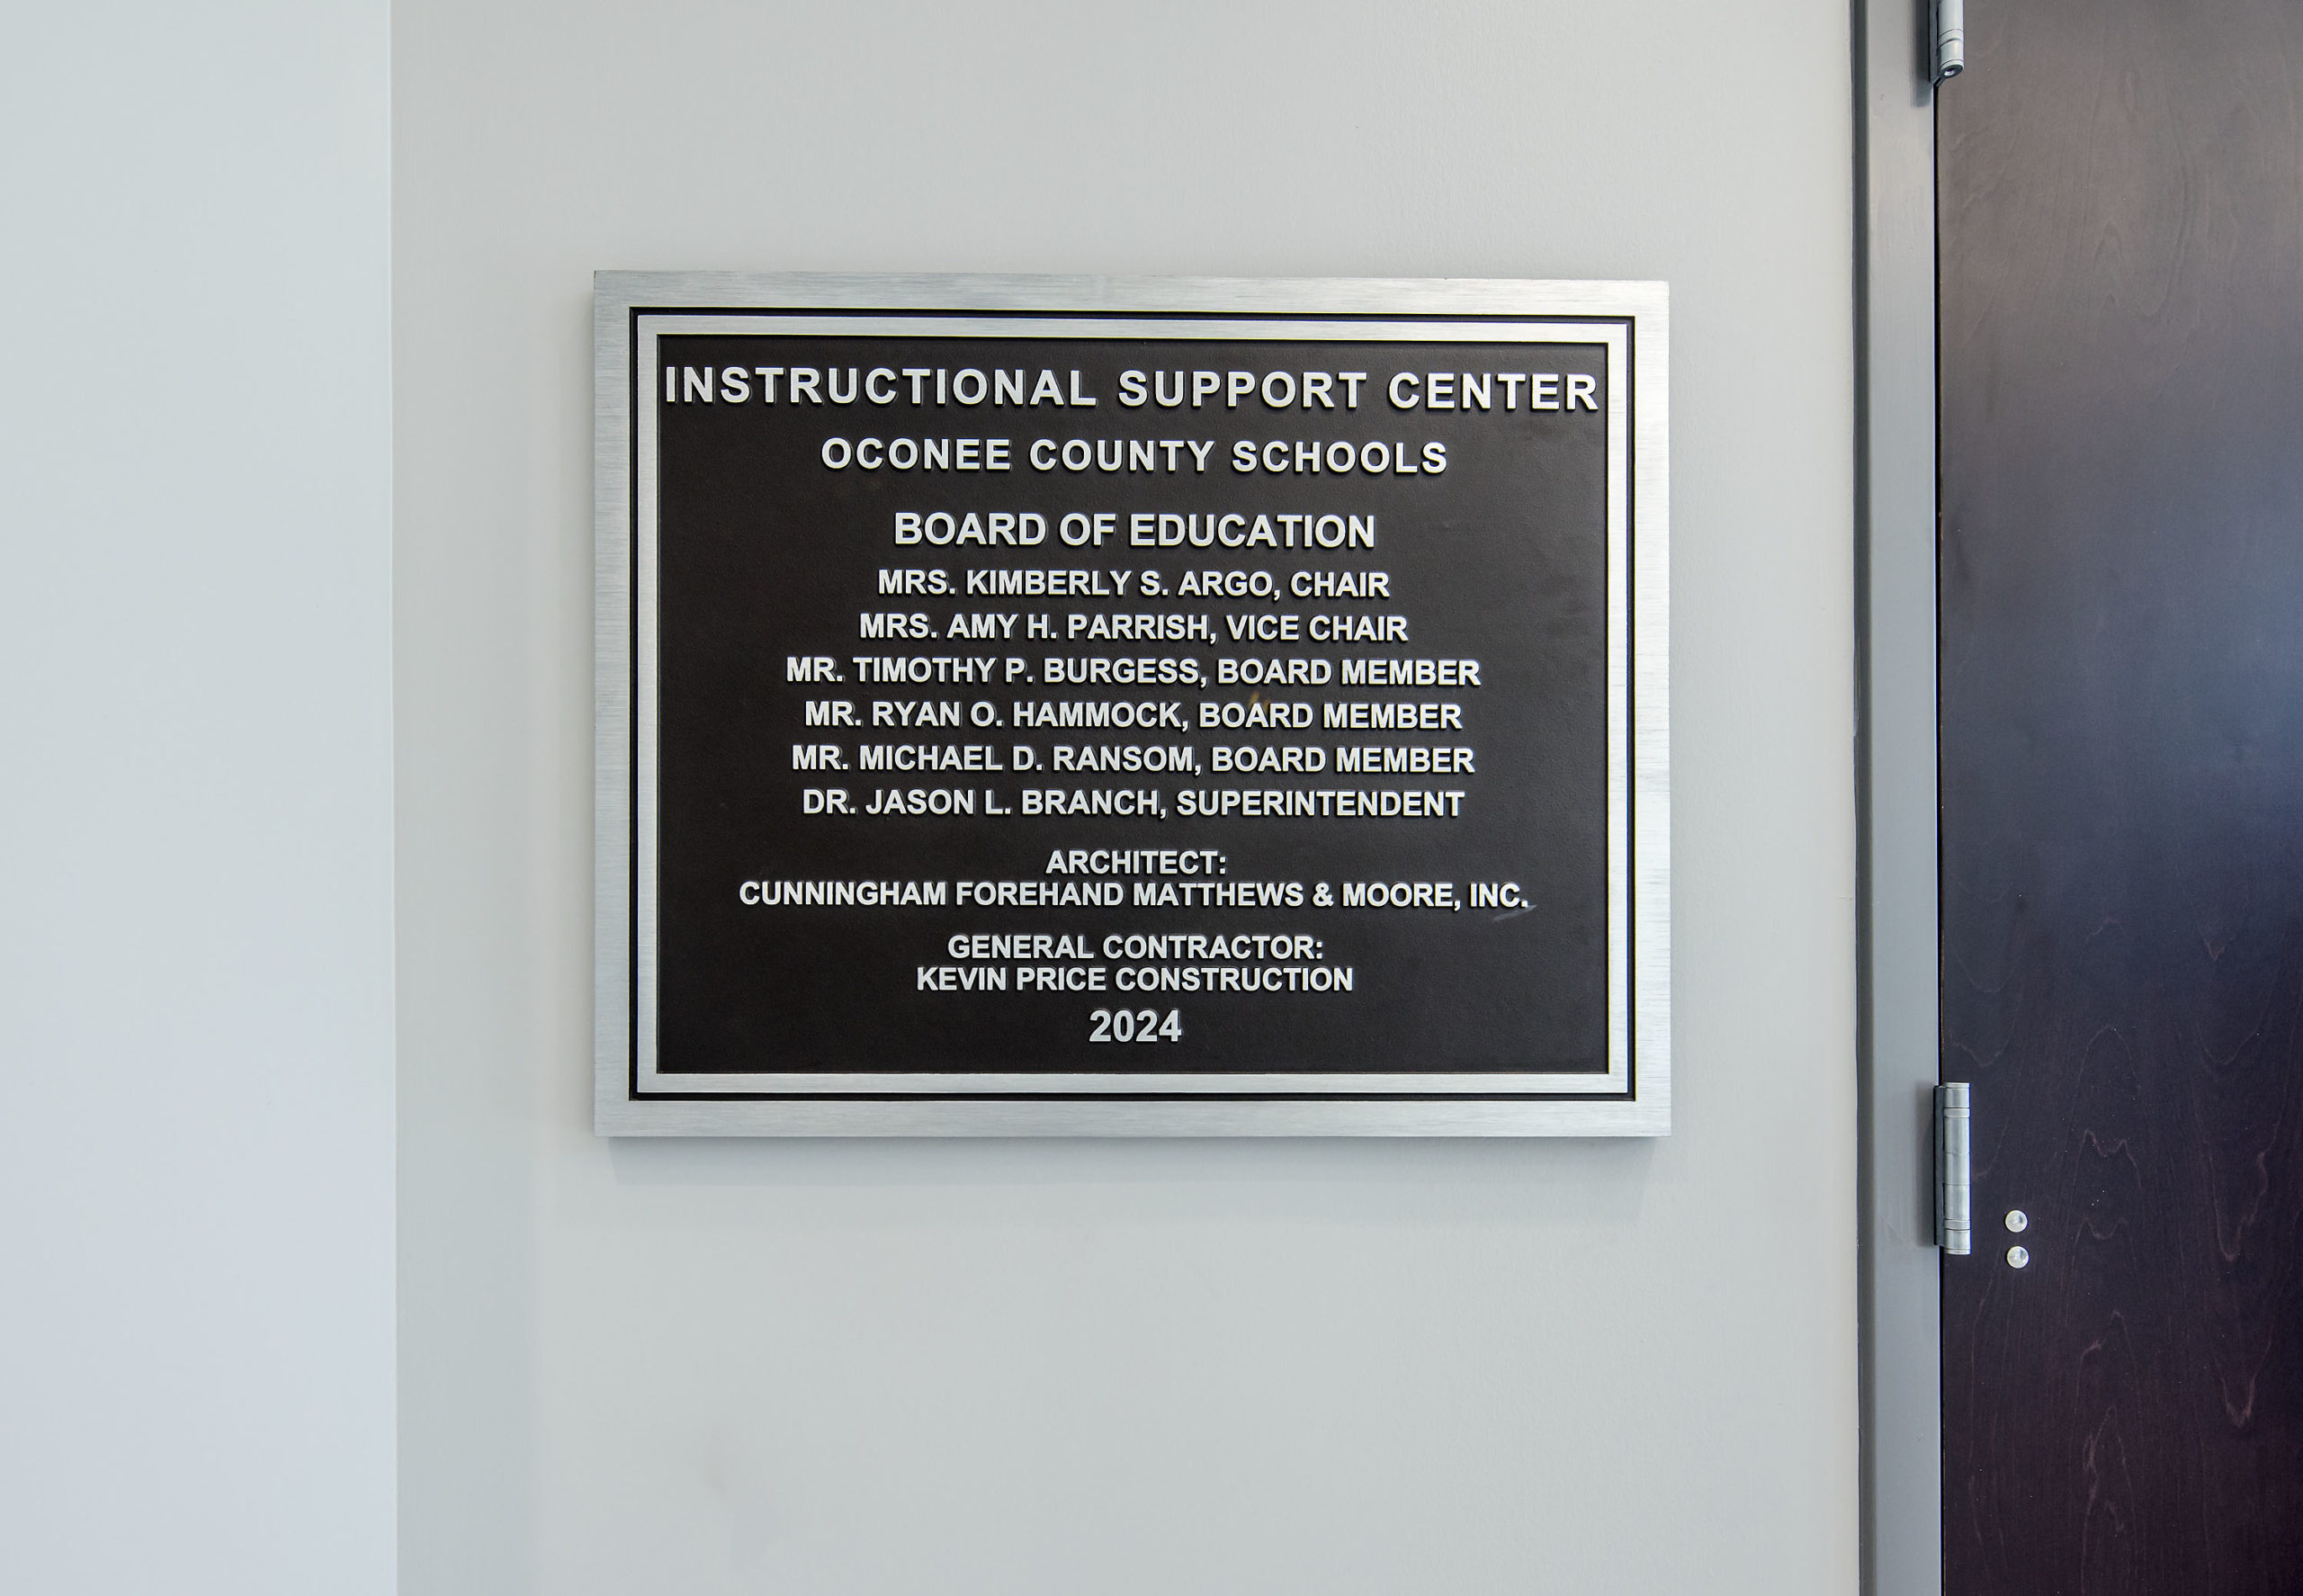 INSTRUCTIONAL SUPPORT CENTER
OCONEE COUNTY SCHOOLS
BOARD OF EDUCATION
MRS. KIMBERLY S. ARGO, CHAIR
MRS. AMY H. PARRISH, VICE CHAIR
MR. TIMOTHY P. BURGESS, BOARD MEMBER
MR. RYAN O. HAMMOCK, BOARD MEMBER
MR. MICHAEL D. RANSOM, BOARD MEMBER
DR. JASON L. BRANCH, SUPERINTENDENT
ARCHITECT:
CUNNINGHAM FOREHAND MATTHEWS & MOORE, INC.
GENERAL CONTRACTOR:
KEVIN PRICE CONSTRUCTION
2024